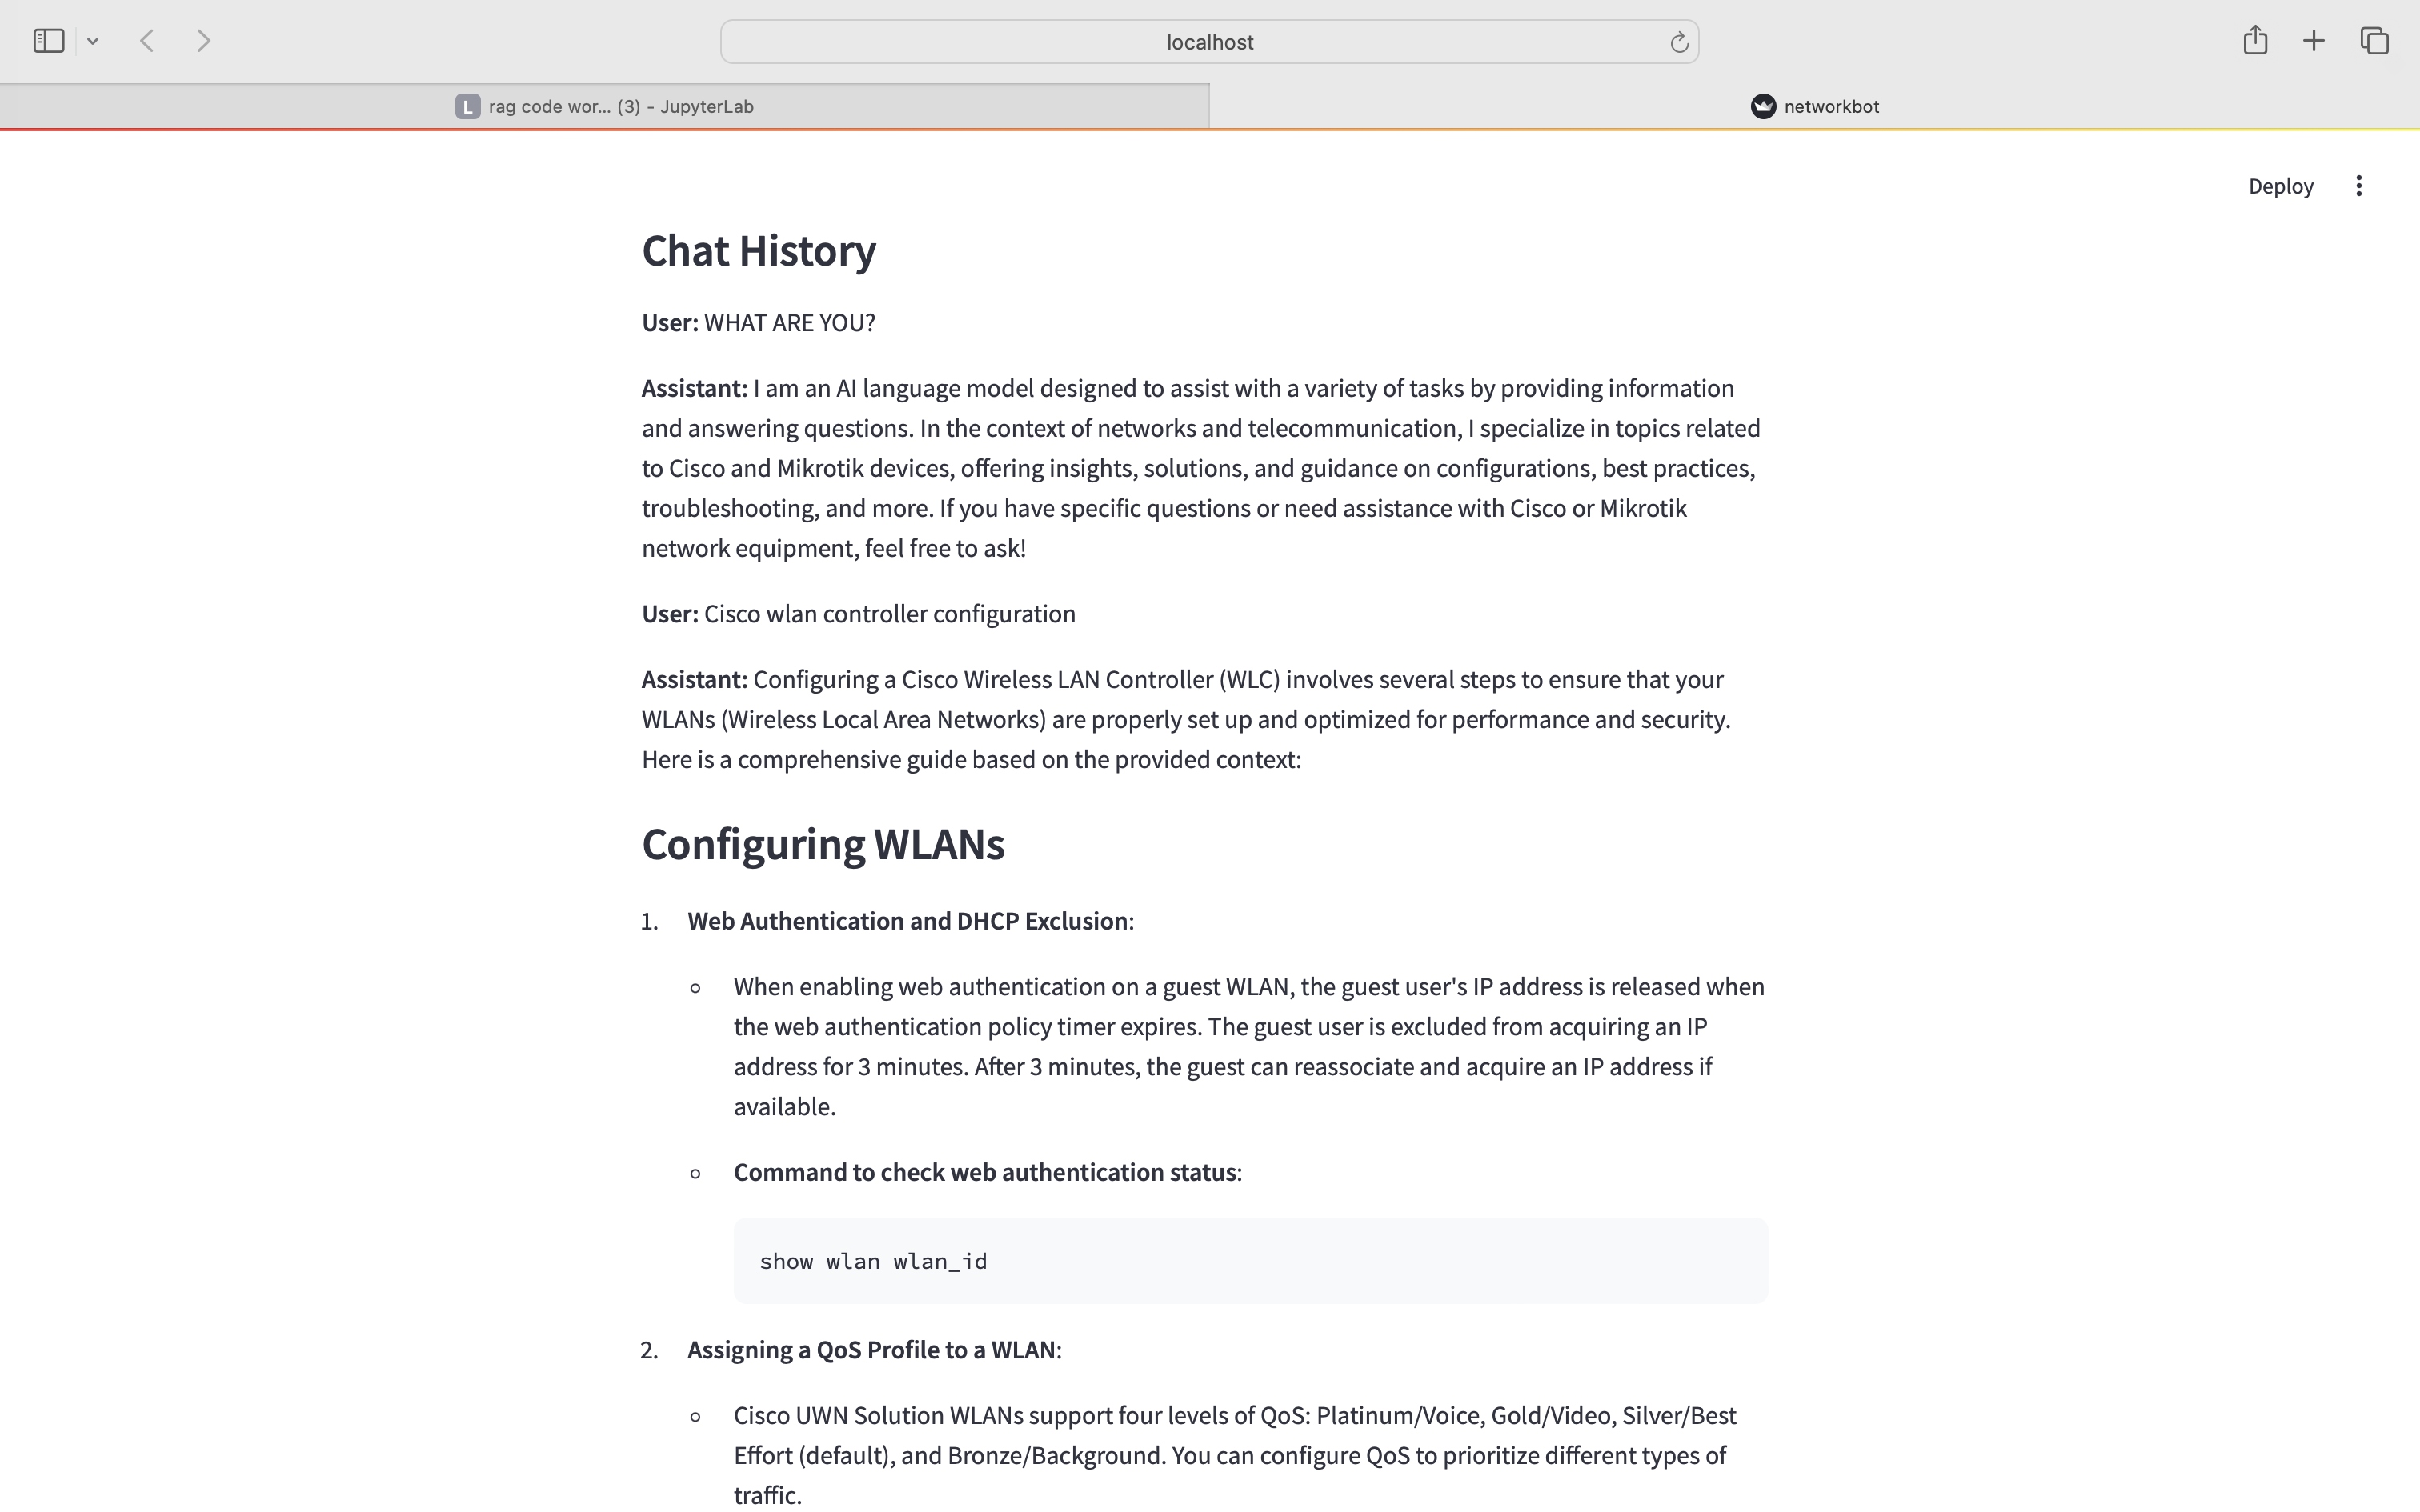 localhost
L rag code wor... (3) - JupyterLab
networkbot
Deploy
Chat History
User: WHAT ARE YOU?
Assistant: I am an AI language model designed to assist with a variety of tasks by providing information
and answering questions. In the context of networks and telecommunication, I specialize in topics related
to Cisco and Mikrotik devices, offering insights, solutions, and guidance on configurations, best practices,
troubleshooting, and more. If you have specific questions or need assistance with Cisco or Mikrotik
network equipment, feel free to ask!
User: Cisco wlan controller configuration
Assistant: Configuring a Cisco Wireless LAN Controller (WLC) involves several steps to ensure that your
WLANs (Wireless Local Area Networks) are properly set up and optimized for performance and security.
Here is a comprehensive guide based on the provided context:
Configuring WLANs
1. Web Authentication and DHCP Exclusion:
When enabling web authentication on a guest WLAN, the guest user's IP address is released when
the web authentication policy timer expires. The guest user is excluded from acquiring an IP
address for 3 minutes. After 3 minutes, the guest can reassociate and acquire an IP address if
available.
Command to check web authentication status:
show wlan wlan_id
2. Assigning a QoS Profile to a WLAN:
Cisco UWN Solution WLANs support four levels of QoS: Platinum/Voice, Gold/Video, Silver/Best
Effort (default), and Bronze/Background. You can configure QoS to prioritize different types of
traffic.